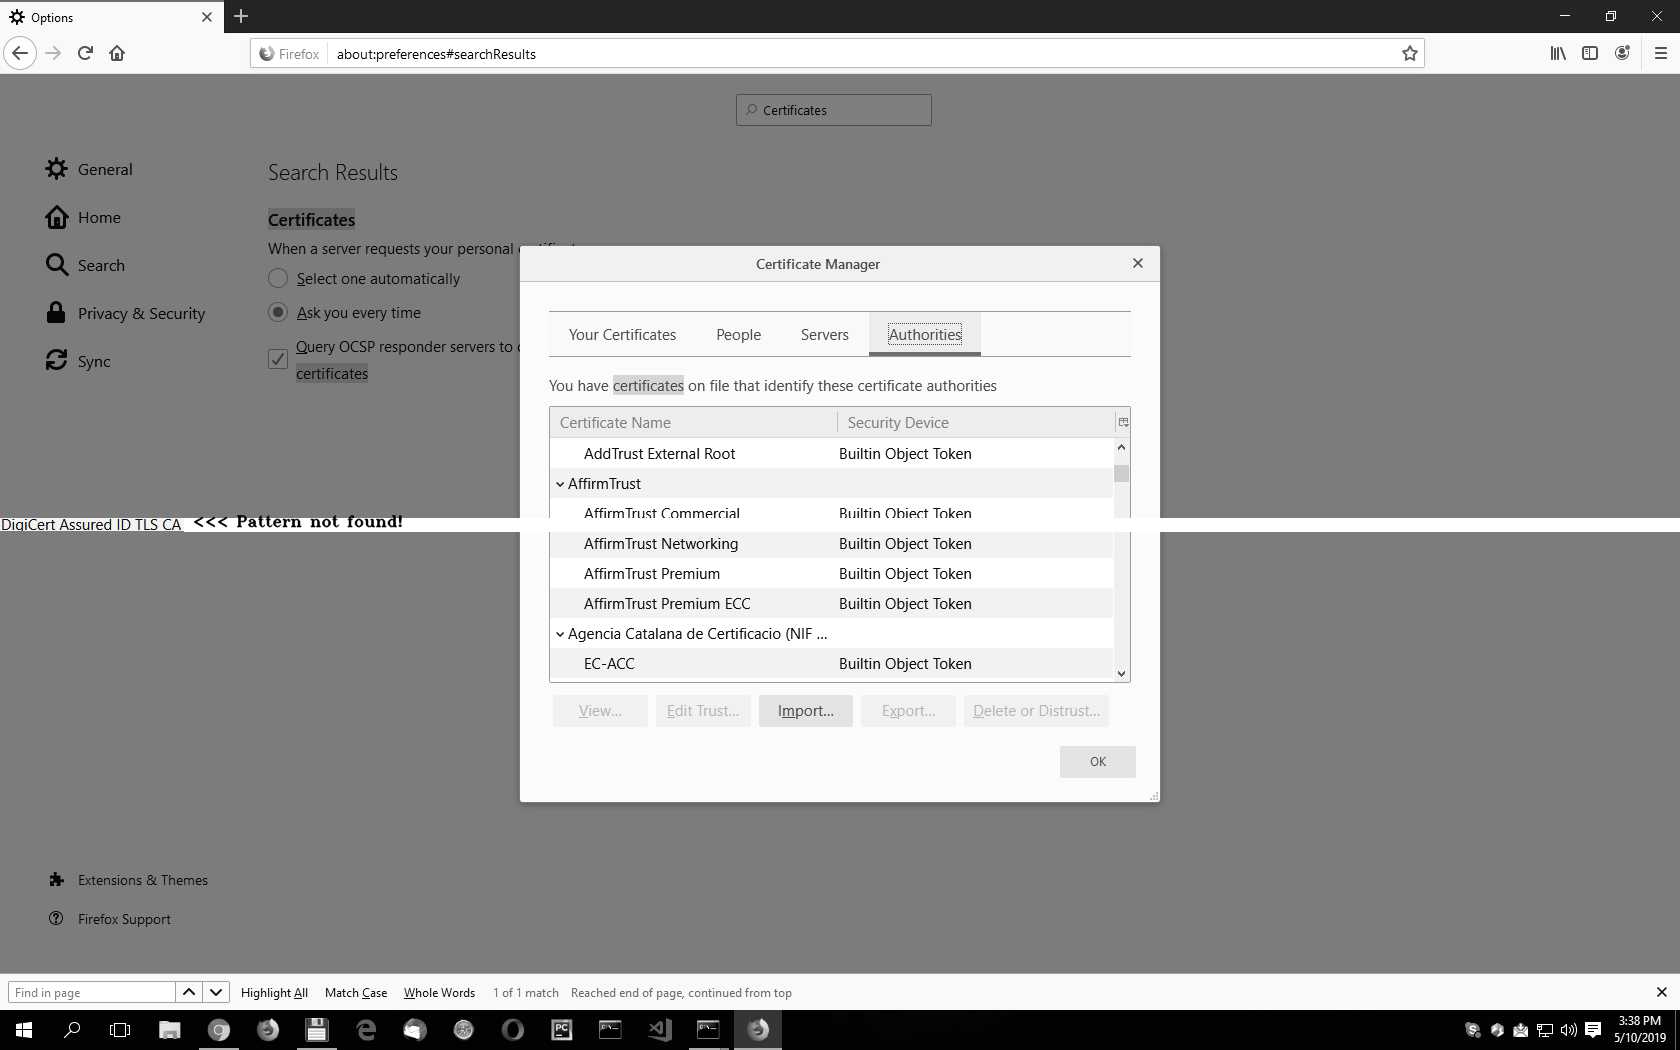 Options
Firefox
about:preferences#searchResults
Certificates
General
Home
Search
Privacy & Security
Sync
Search Results
Certificates
When a server requests your personal
Select one automatically
Ask you every time
Query OCSP responder servers to
certificates
Certificate Manager
Your Certificates People Servers Authorities
You have certificates on file that identify these certificate authorities
Certificate Name Security Device
AddTrust External Root Builtin Object Token
AffirmTrust
AffirmTrust Commercial Builtin Object Token
DigiCert Assured ID TLS CA <<< Pattern not found!
AffirmTrust Networking Builtin Object Token
AffirmTrust Premium Builtin Object Token
AffirmTrust Premium ECC Builtin Object Token
Agencia Catalana de Certificacio (NIF ...
EC-ACC Builtin Object Token
View... Edit Trust... Import... Export... Delete or Distrust...
OK
Extensions & Themes
Firefox Support
Find in page Highlight All Match Case Whole Words 1 of 1 match Reached end of page, continued from top
3:38 PM
5/10/2019